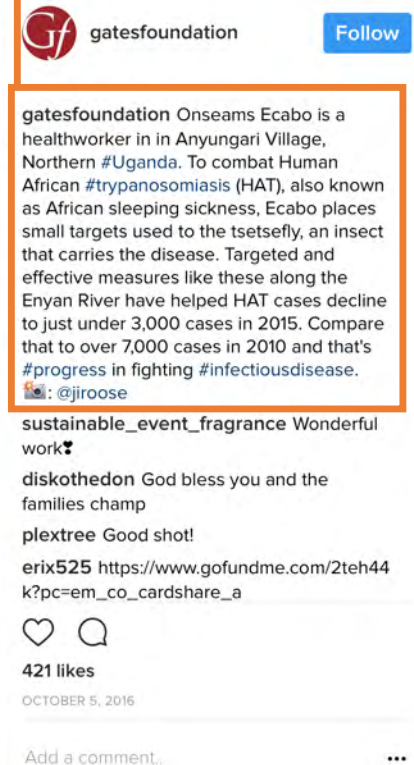 Gf
gatesfoundation
Follow
gatesfoundation Onseams Ecabo is a
healthworker in in Anyungari Village,
Northern #Uganda. To combat Human
African #trypanosomiasis (HAT), also known
as African sleeping sickness, Ecabo places
small targets used to the tsetsefly, an insect
that carries the disease. Targeted and
effective measures like these along the
Enyan River have helped HAT cases decline
to just under 3,000 cases in 2015. Compare
that to over 7,000 cases in 2010 and that's
#progress in fighting #infectiousdisease.
📷: @jiroose
sustainable_event_fragrance Wonderful
work❣
diskothedon God bless you and the
families champ
plextree Good shot!
erix525 https://www.gofundme.com/2teh44
k?pc=em_co_cardshare_a
421 likes
OCTOBER 5, 2016
Add a comment..